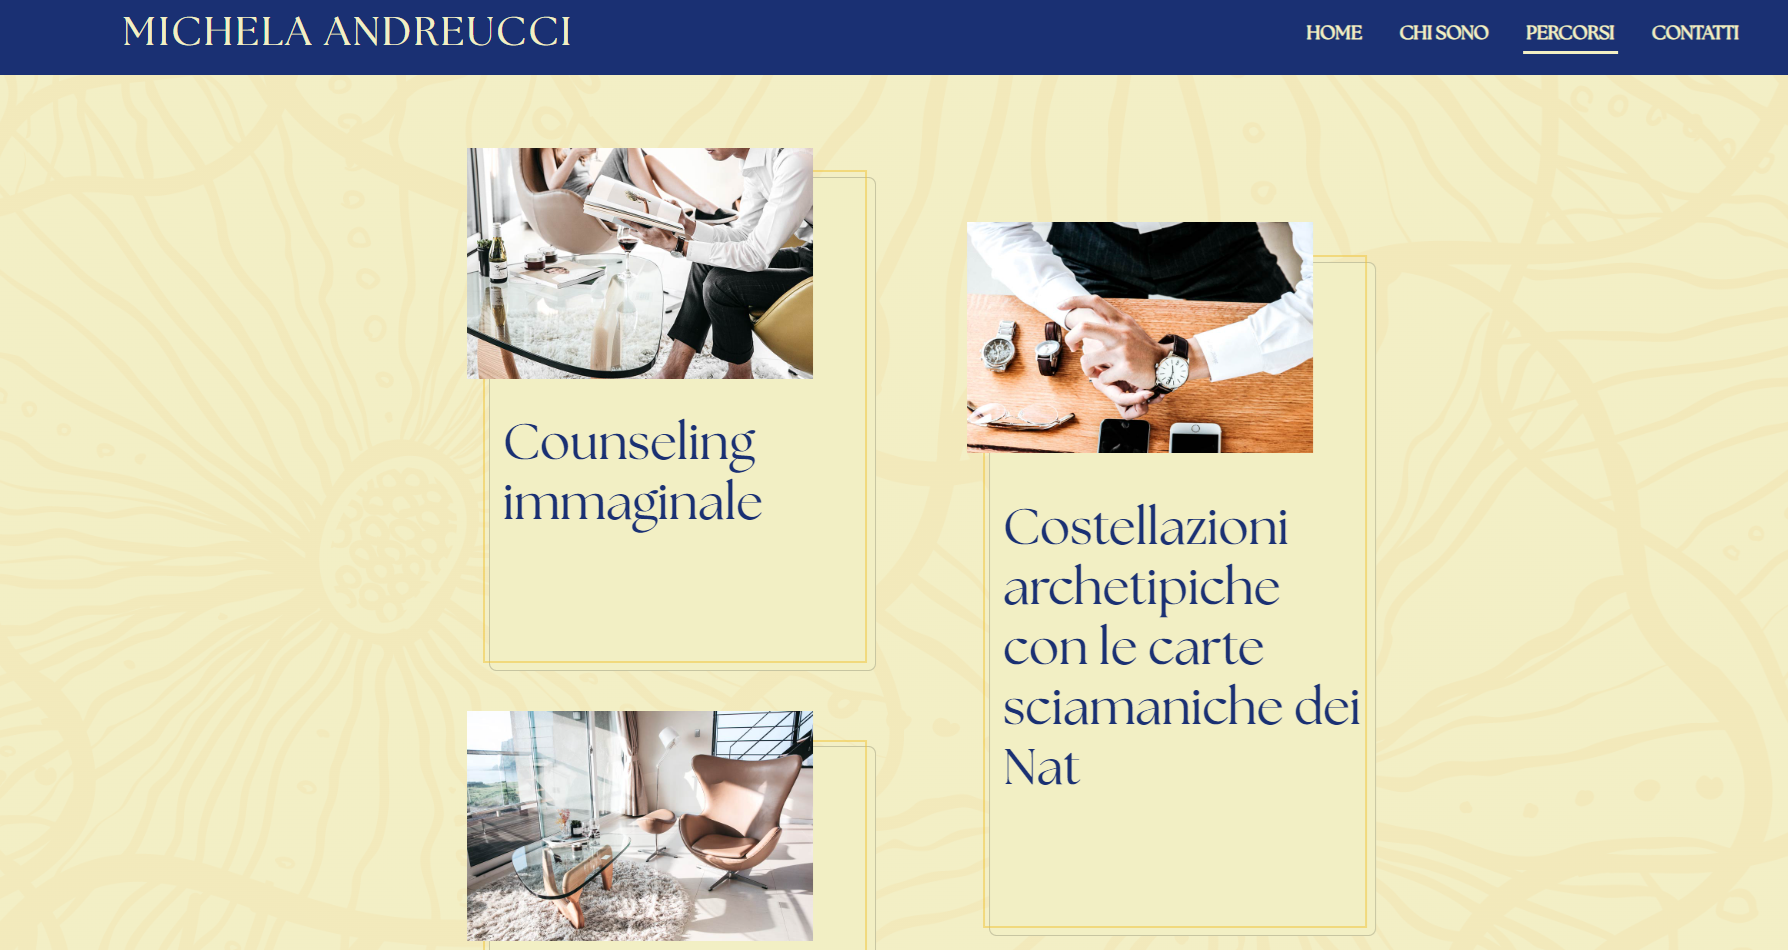 MICHELA ANDREUCCI
HOME CHI SONO PERCORSI CONTATTI
Counseling
immaginale
Costellazioni
archetipiche
con le carte
sciamaniche dei
Nat